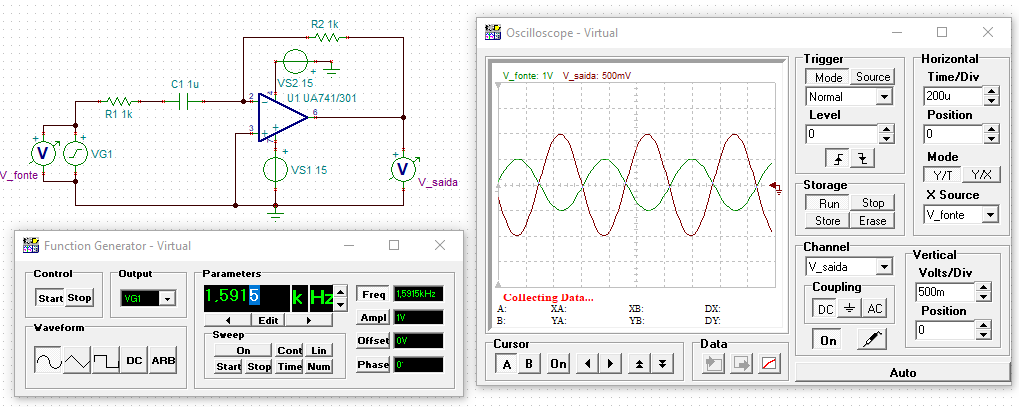 R2 1k
VS2 15
C1 1u
U1 UA741/301
R1 1k
2
4
6
3
7
V
VG1
V_fonte
VS1 15
V
V_saida
Function Generator - Virtual
Control
Start Stop
Output
VG1
Waveform
DC ARB
Parameters
1,5915 k Hz
Edit
Sweep
On Cont Lin
Start Stop Time Num
Freq 1,5915kHz
Ampl 1V
Offset 0V
Phase 0°
Oscilloscope - Virtual
V_fonte: 1V V_saida: 500mV
Collecting Data...
A: XA: XB: DX:
B: YA: YB: DY:
Cursor
A B On
Data
Trigger
Mode Source
Normal
Level
0
Storage
Run Stop
Store Erase
Channel
V_saida
Coupling
DC AC
On
Horizontal
Time/Div
200u
Position
0
Mode
Y/T Y/X
X Source
V_fonte
Vertical
Volts/Div
500m
Position
0
Auto